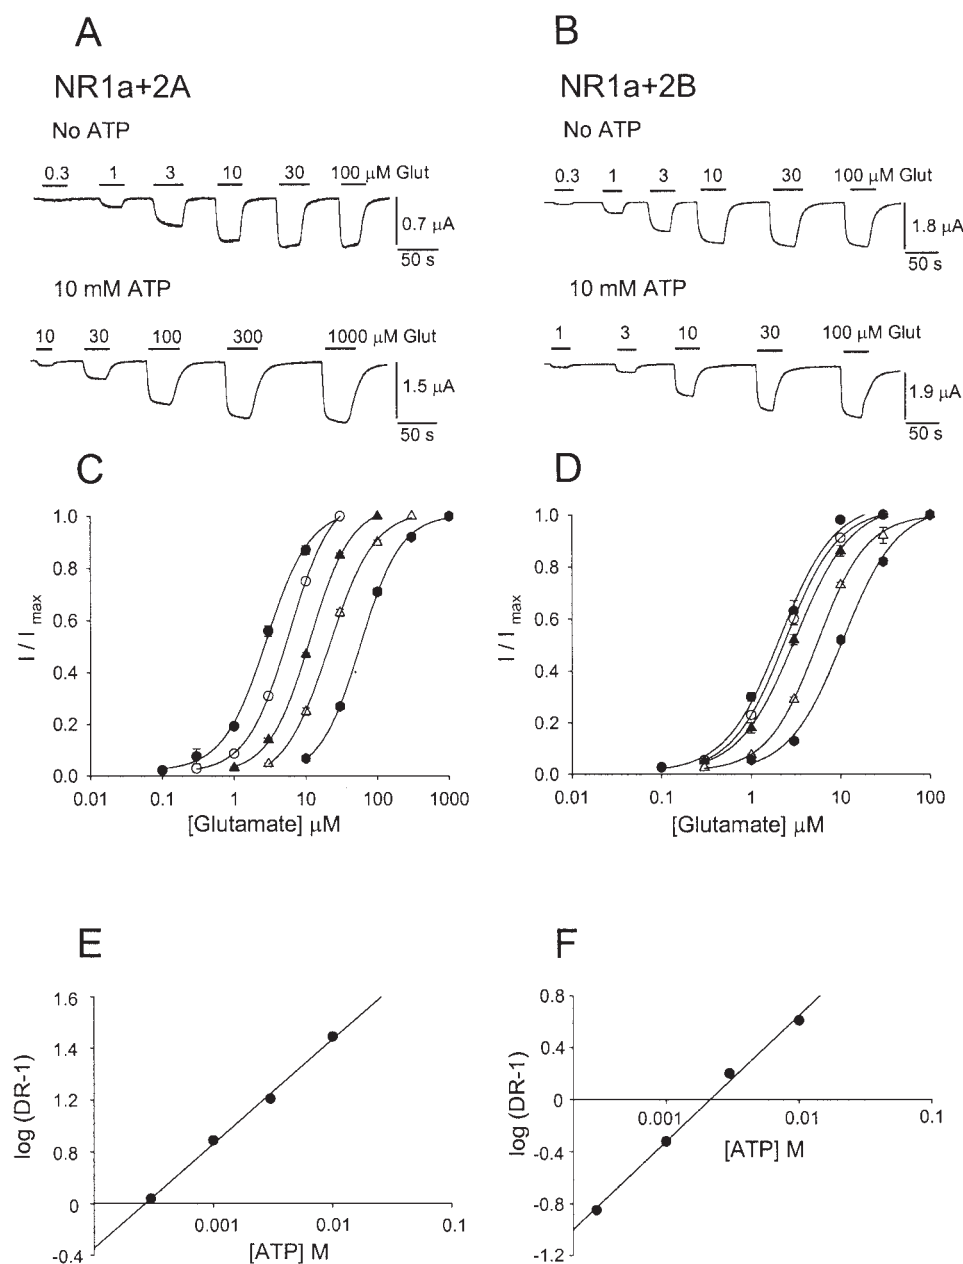 A
NR1a+2A
No ATP
0.3 1 3 10 30 100 μM Glut
0.7 μA
50 s
10 mM ATP
10 30 100 300 1000 μM Glut
1.5 μA
50 s
B
NR1a+2B
No ATP
0.3 1 3 10 30 100 μM Glut
1.8 μA
50 s
10 mM ATP
1 3 10 30 100 μM Glut
1.9 μA
50 s
C
I / I max
1.0
0.8
0.6
0.4
0.2
0.0
0.01 0.1 1 10 100 1000
[Glutamate] μM
D
I / I max
1.0
0.8
0.6
0.4
0.2
0.0
0.01 0.1 1 10 100
[Glutamate] μM
E
log (DR-1)
1.6
1.4
1.2
0.8
0
-0.4
0.001 0.01 0.1
[ATP] M
F
log (DR-1)
0.8
0.4
0
-0.4
-0.8
-1.2
0.001 0.01 0.1
[ATP] M